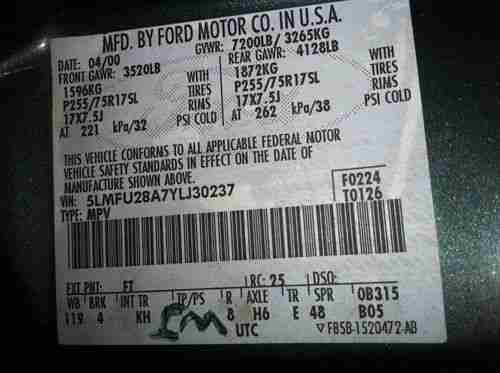 MFD. BY FORD MOTOR CO. IN U.S.A.
DATE: 04/00 GVWR: 7200LB/ 3265KG
FRONT GAWR: 3520LB REAR GAWR: 4128LB
1596KG WITH 1872KG WITH
P255/75R17SL TIRES P255/75R17SL TIRES
17X7.5J RIMS 17X7.5J RIMS
AT 221 kPa/32 PSI COLD AT 262 kPa/38 PSI COLD
THIS VEHICLE CONFORMS TO ALL APPLICABLE FEDERAL MOTOR
VEHICLE SAFETY STANDARDS IN EFFECT ON THE DATE OF
MANUFACTURE SHOWN ABOVE.
VIN: 5LMFU28A7YLJ30237 F0224
TYPE: MPV T0126
EXT PNT: FT RC: 25 DSO:
WB BRK INT TR TP/PS R AXLE TR SPR 0B315
119 4 KH 8 H6 E 48 B05
UTC ▽F85B-1520472-AB